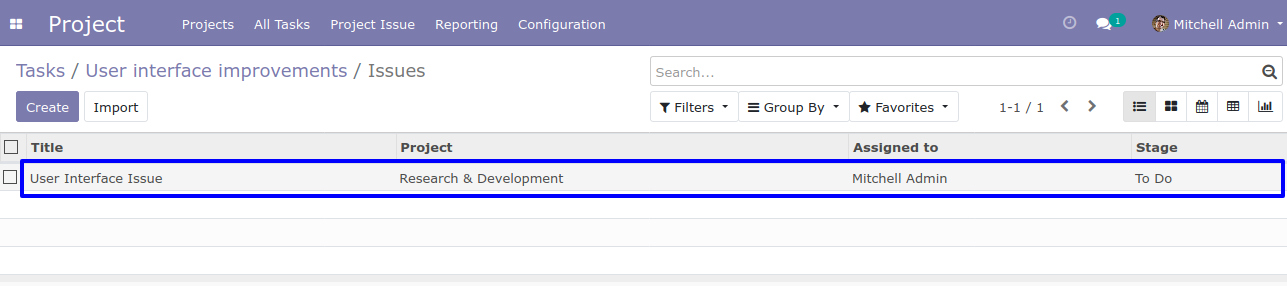 Project Projects All Tasks Project Issue Reporting Configuration 1 Mitchell Admin
Tasks / User interface improvements / Issues
Search...
Create Import
Filters Group By Favorites 1-1 / 1
Title Project Assigned to Stage
User Interface Issue Research & Development Mitchell Admin To Do